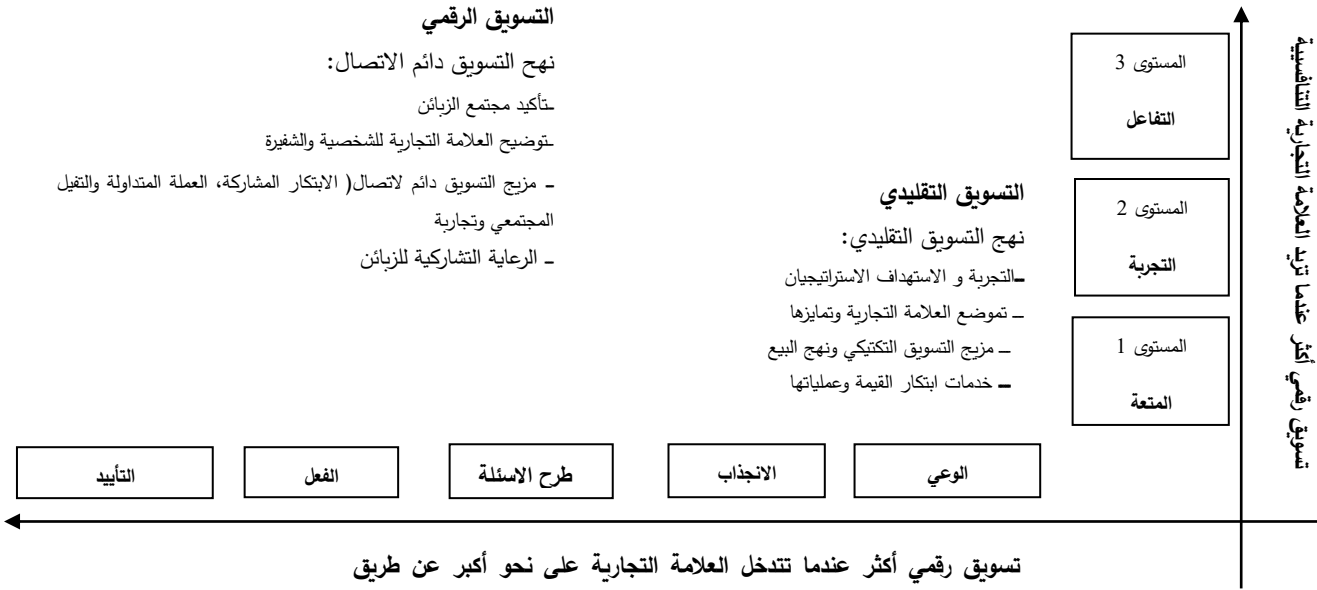 التسويق الرقمي
نهج التسويق دائم الاتصال:
ـتأكيد مجتمع الزبائن
ـتوضيح العلامة التجارية للشخصية والشفيرة
ـ مزيج التسويق دائم لاتصال( الابتكار المشاركة، العملة المتداولة والتفيل
المجتمعي وتجاربة
ـ الرعاية التشاركية للزبائن
التسويق التقليدي
نهج التسويق التقليدي:
ـالتجربة و الاستهداف الاستراتيجيان
ـ تموضع العلامة التجارية وتمايزها
ـ مزيج التسويق التكتيكي ونهج البيع
ـ خدمات ابتكار القيمة وعملياتها
المستوى 3
التفاعل
المستوى 2
التجربة
المستوى 1
المتعة
تسويق رقمي أكثر عندما تزيد العلامة التجارية التنافسيية
الوعي
الانجذاب
طرح الاسئلة
الفعل
التأييد
تسويق رقمي أكثر عندما تتدخل العلامة التجارية على نحو أكبر عن طريق